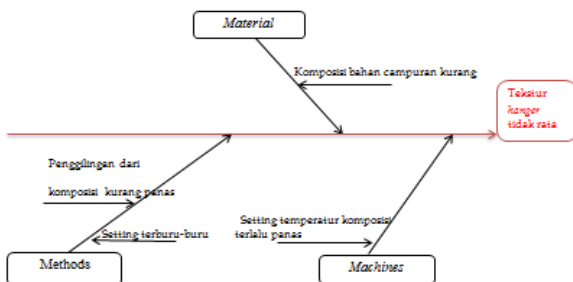 Material
Komposisi bahan campuran kurang
Tekstur
hanger
tidak rata
Penggilingan dari
komposisi kurang panas
Setting terburu-buru
Setting temperatur komposisi
terlalu panas
Methods
Machines